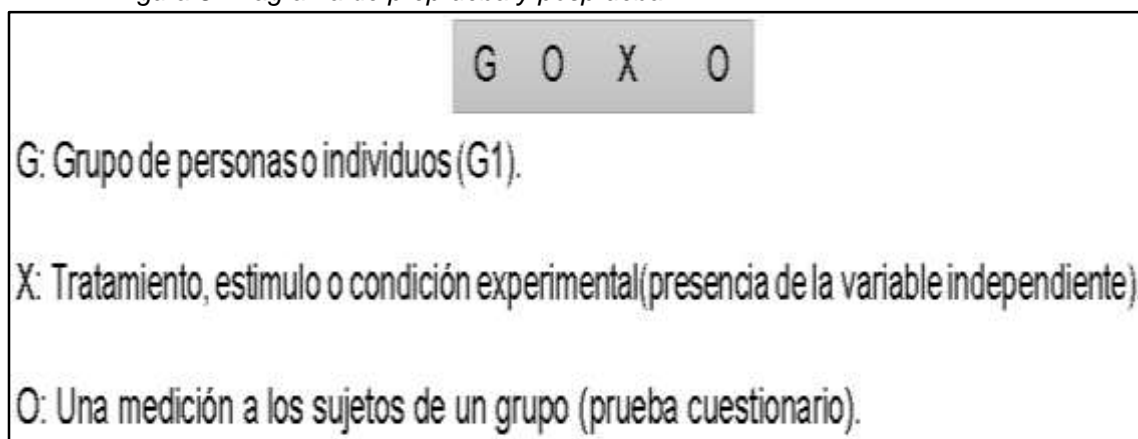 G O X O
G: Grupo de personas o individuos (G1).
X: Tratamiento, estimulo o condición experimental(presencia de la variable independiente)
O: Una medición a los sujetos de un grupo (prueba cuestionario).